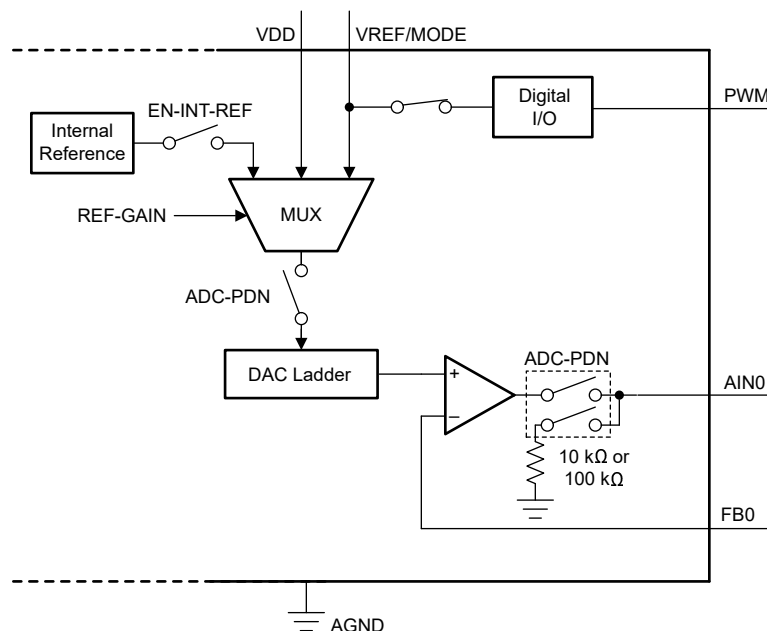 VDD
VREF/MODE
PWM
Digital
I/O
EN-INT-REF
Internal
Reference
MUX
REF-GAIN
ADC-PDN
DAC Ladder
+
–
ADC-PDN
AIN0
10 kΩ or
100 kΩ
FB0
AGND